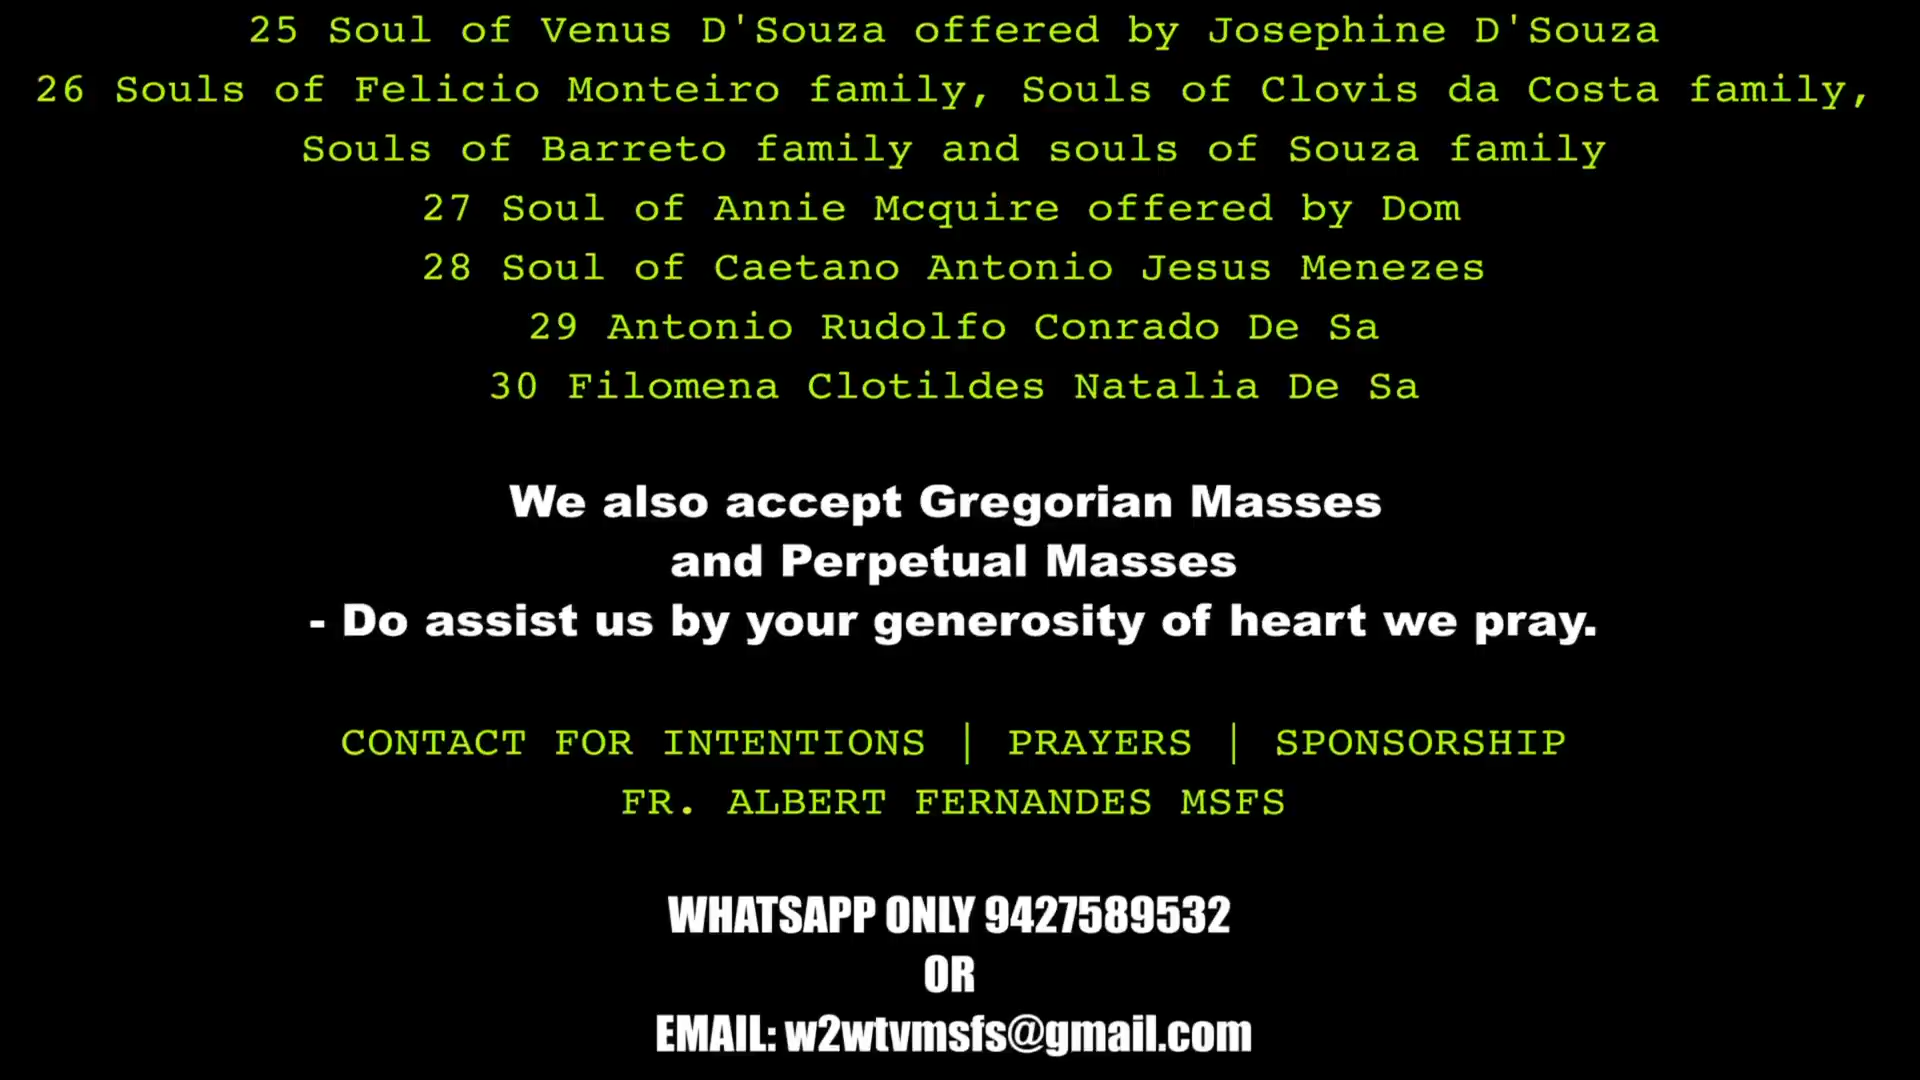 25 Soul of Venus D'Souza offered by Josephine D'Souza
26 Souls of Felicio Monteiro family, Souls of Clovis da Costa family,
Souls of Barreto family and souls of Souza family
27 Soul of Annie Mcquire offered by Dom
28 Soul of Caetano Antonio Jesus Menezes
29 Antonio Rudolfo Conrado De Sa
30 Filomena Clotildes Natalia De Sa
We also accept Gregorian Masses
and Perpetual Masses
- Do assist us by your generosity of heart we pray.
CONTACT FOR INTENTIONS | PRAYERS | SPONSORSHIP
FR. ALBERT FERNANDES MSFS
WHATSAPP ONLY 9427589532
OR
EMAIL: w2wtvmsfs@gmail.com